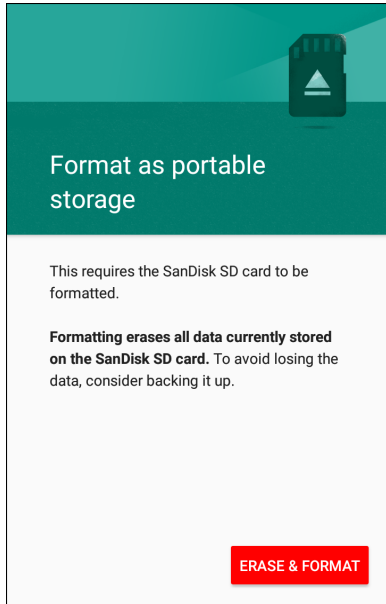 Format as portable
storage
This requires the SanDisk SD card to be
formatted.
Formatting erases all data currently stored
on the SanDisk SD card. To avoid losing the
data, consider backing it up.
ERASE & FORMAT